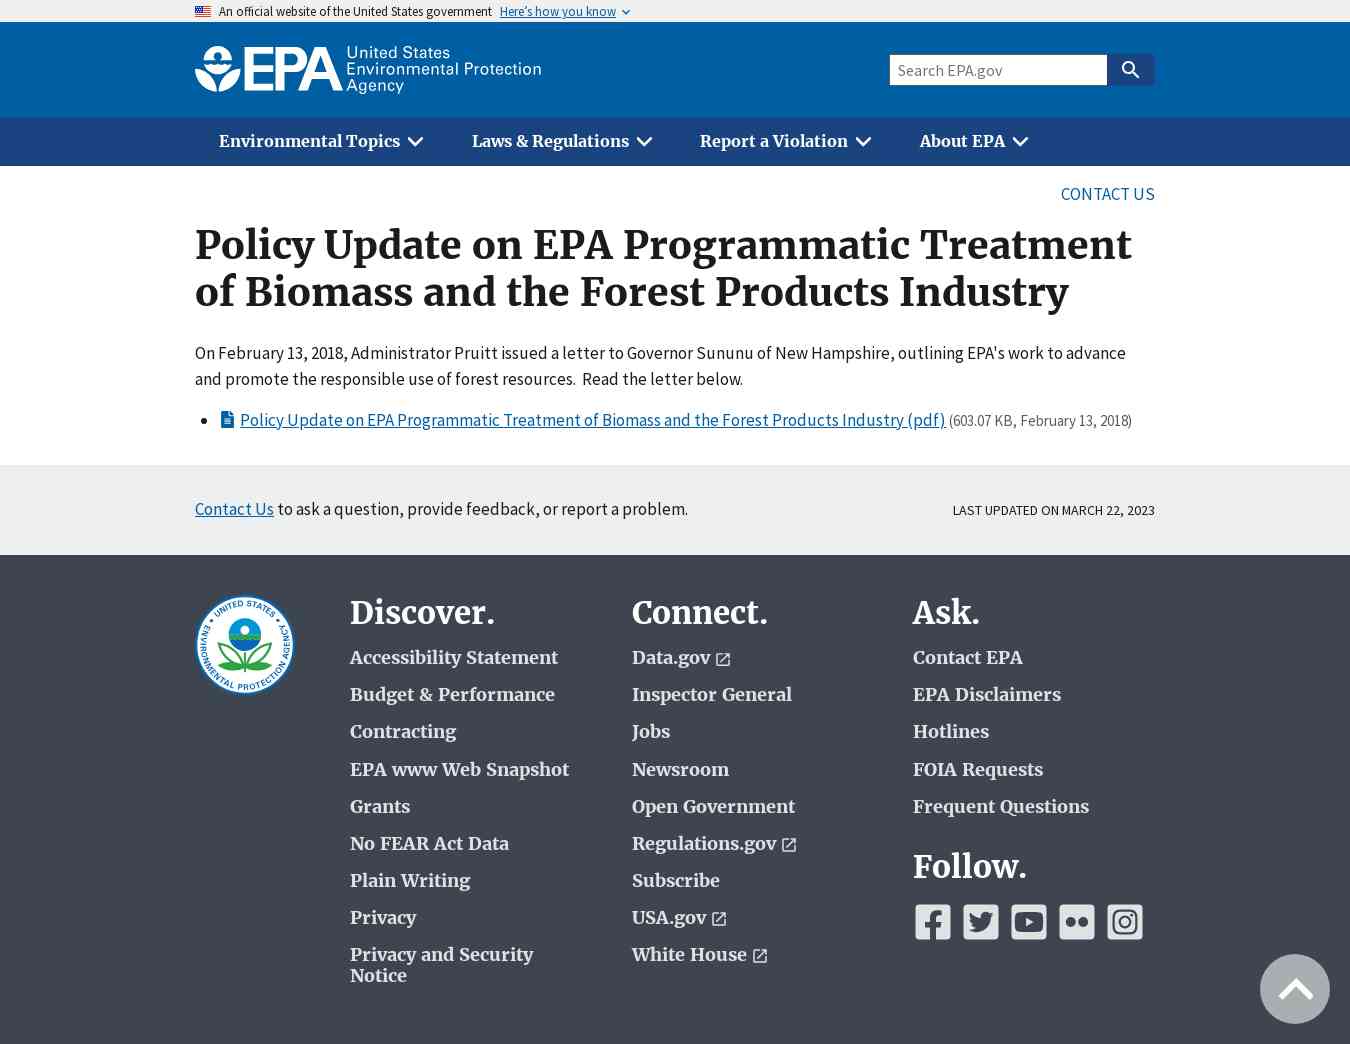 An official website of the United States government Here's how you know
EPA United States
Environmental Protection
Agency
Search EPA.gov
Environmental Topics
Laws & Regulations
Report a Violation
About EPA
CONTACT US
Policy Update on EPA Programmatic Treatment
of Biomass and the Forest Products Industry
On February 13, 2018, Administrator Pruitt issued a letter to Governor Sununu of New Hampshire, outlining EPA's work to advance
and promote the responsible use of forest resources.  Read the letter below.
Policy Update on EPA Programmatic Treatment of Biomass and the Forest Products Industry (pdf) (603.07 KB, February 13, 2018)
Contact Us to ask a question, provide feedback, or report a problem.
LAST UPDATED ON MARCH 22, 2023
UNITED STATES
ENVIRONMENTAL PROTECTION AGENCY
Discover.
Accessibility Statement
Budget & Performance
Contracting
EPA www Web Snapshot
Grants
No FEAR Act Data
Plain Writing
Privacy
Privacy and Security
Notice
Connect.
Data.gov
Inspector General
Jobs
Newsroom
Open Government
Regulations.gov
Subscribe
USA.gov
White House
Ask.
Contact EPA
EPA Disclaimers
Hotlines
FOIA Requests
Frequent Questions
Follow.